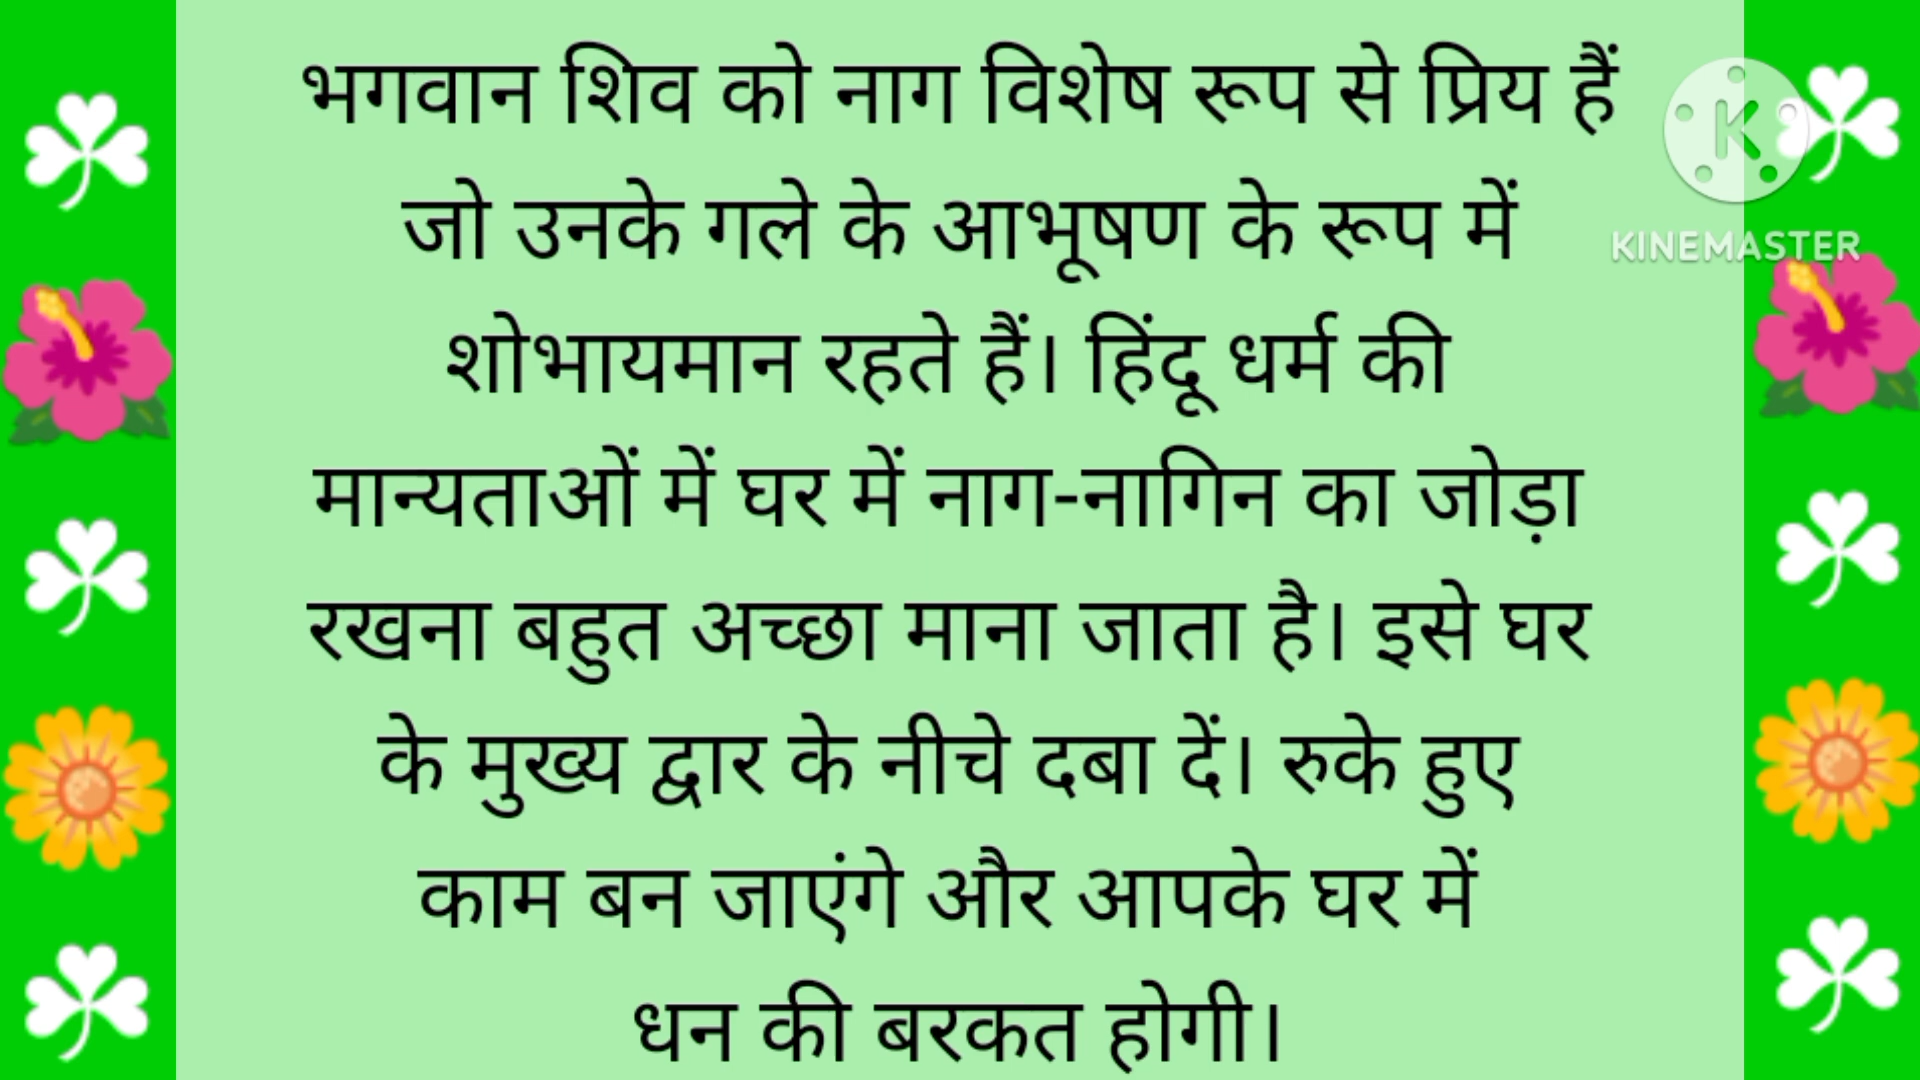 भगवान शिव को नाग विशेष रूप से प्रिय हैं
जो उनके गले के आभूषण के रूप में
शोभायमान रहते हैं। हिंदू धर्म की
मान्यताओं में घर में नाग-नागिन का जोड़ा
रखना बहुत अच्छा माना जाता है। इसे घर
के मुख्य द्वार के नीचे दबा दें। रुके हुए
काम बन जाएंगे और आपके घर में
धन की बरकत होगी।
K
KINEMASTER